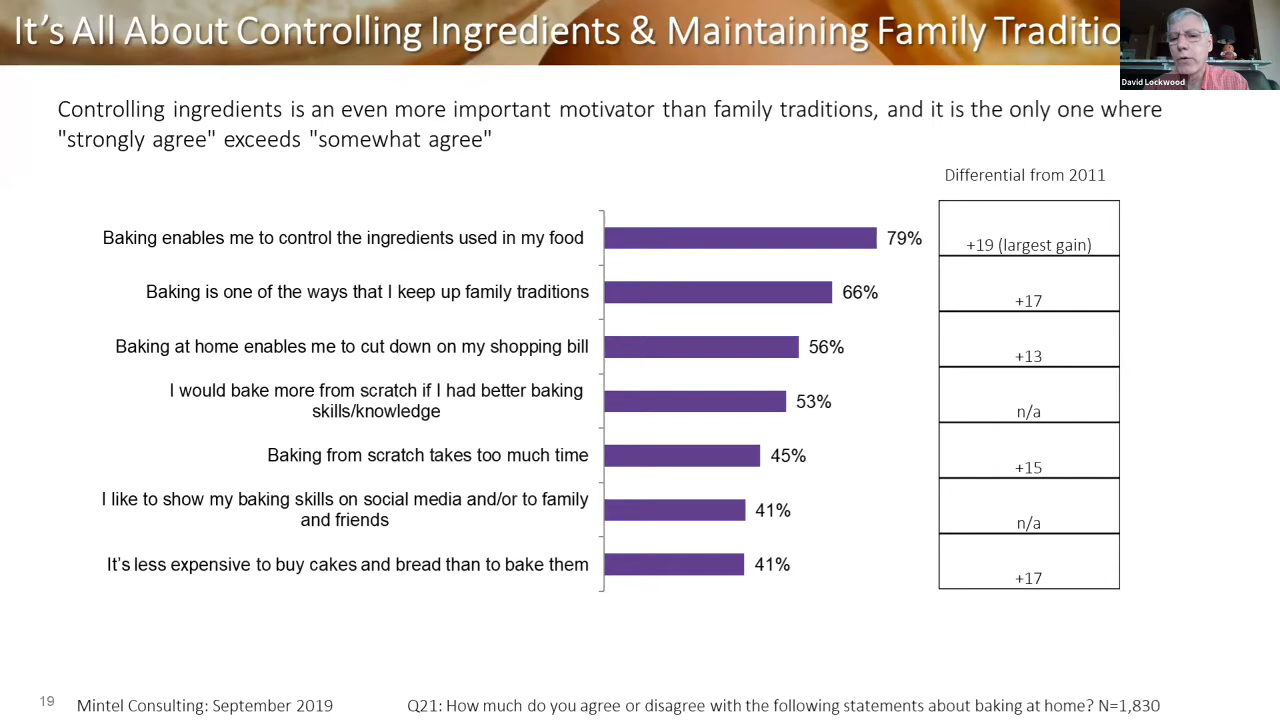 It's All About Controlling Ingredients & Maintaining Family Traditio
David Lockwood
Controlling ingredients is an even more important motivator than family traditions, and it is the only one where
"strongly agree" exceeds "somewhat agree"
Differential from 2011
Baking enables me to control the ingredients used in my food 79% +19 (largest gain)
Baking is one of the ways that I keep up family traditions 66% +17
Baking at home enables me to cut down on my shopping bill 56% +13
I would bake more from scratch if I had better baking
skills/knowledge 53% n/a
Baking from scratch takes too much time 45% +15
I like to show my baking skills on social media and/or to family
and friends 41% n/a
It's less expensive to buy cakes and bread than to bake them 41% +17
19 Mintel Consulting: September 2019 Q21: How much do you agree or disagree with the following statements about baking at home? N=1,830